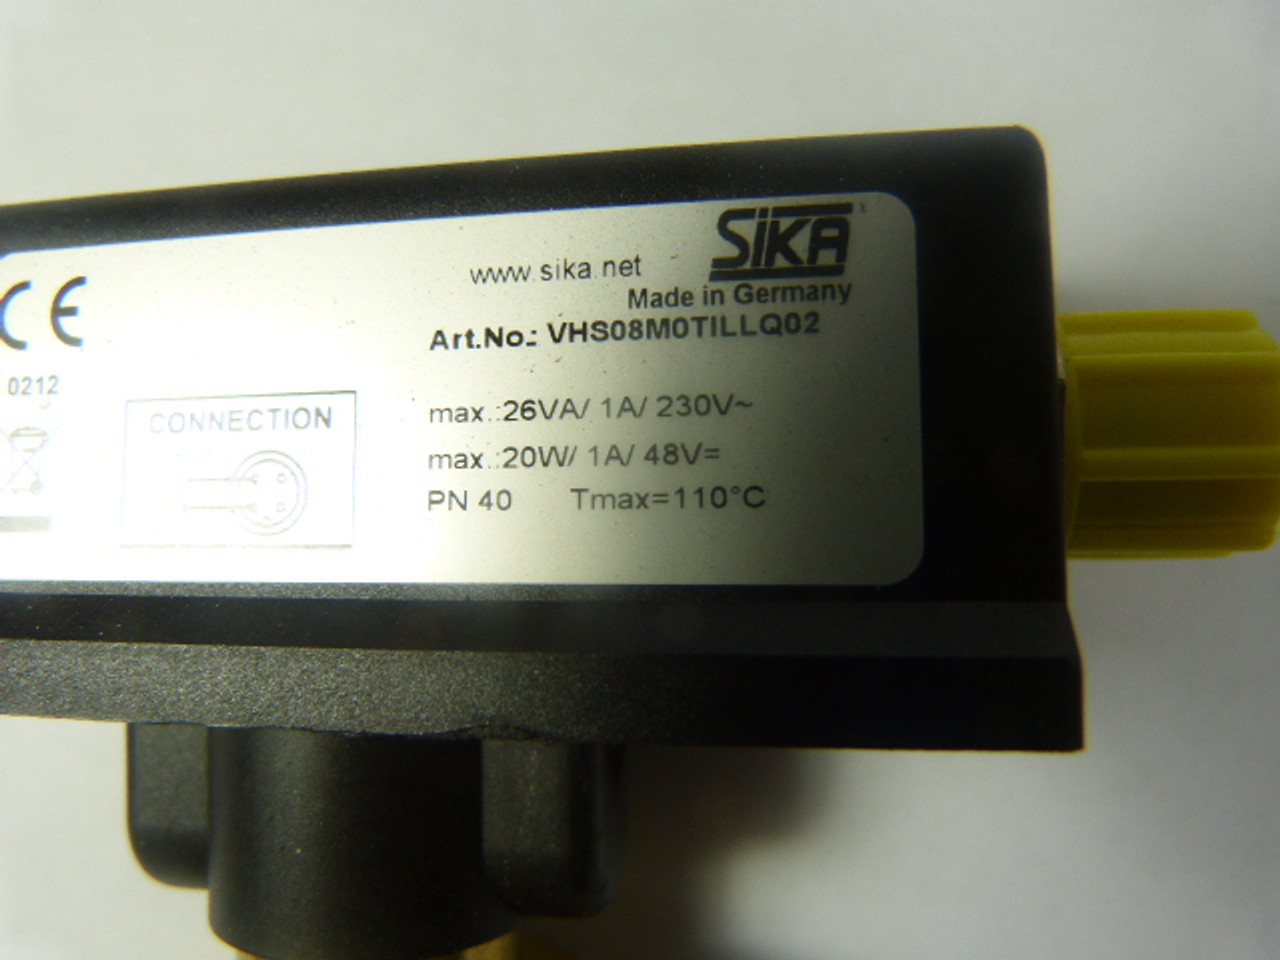 SiKA
www.sika.net
Made in Germany
Art.No.: VHS08M0TILLQ02
CE
0212
CONNECTION
max.:26VA/ 1A/ 230V~
max.:20W/ 1A/ 48V=
PN 40 Tmax=110°C